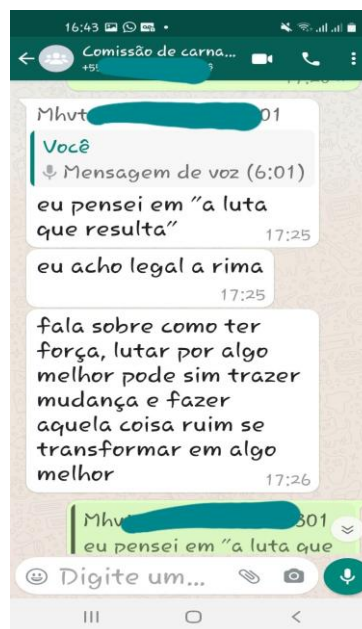 16:43
Comissão de carna...
+55
Mhvt 01
Você
Mensagem de voz (6:01)
eu pensei em "a luta
que resulta"
17:25
eu acho legal a rima
17:25
fala sobre como ter
força, lutar por algo
melhor pode sim trazer
mudança e fazer
aquela coisa ruim se
transformar em algo
melhor
17:26
301
eu pensei em "a luta que
Digite um...